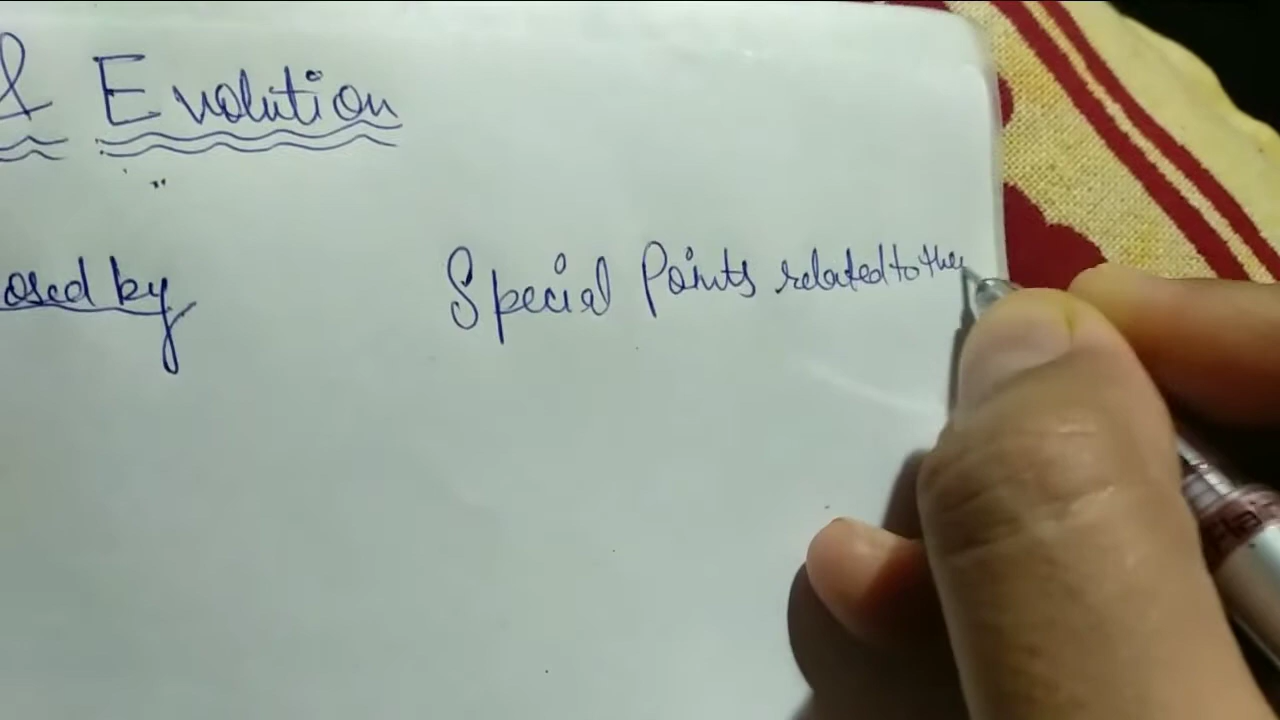 & Evolution
osed by
Special Points related to the